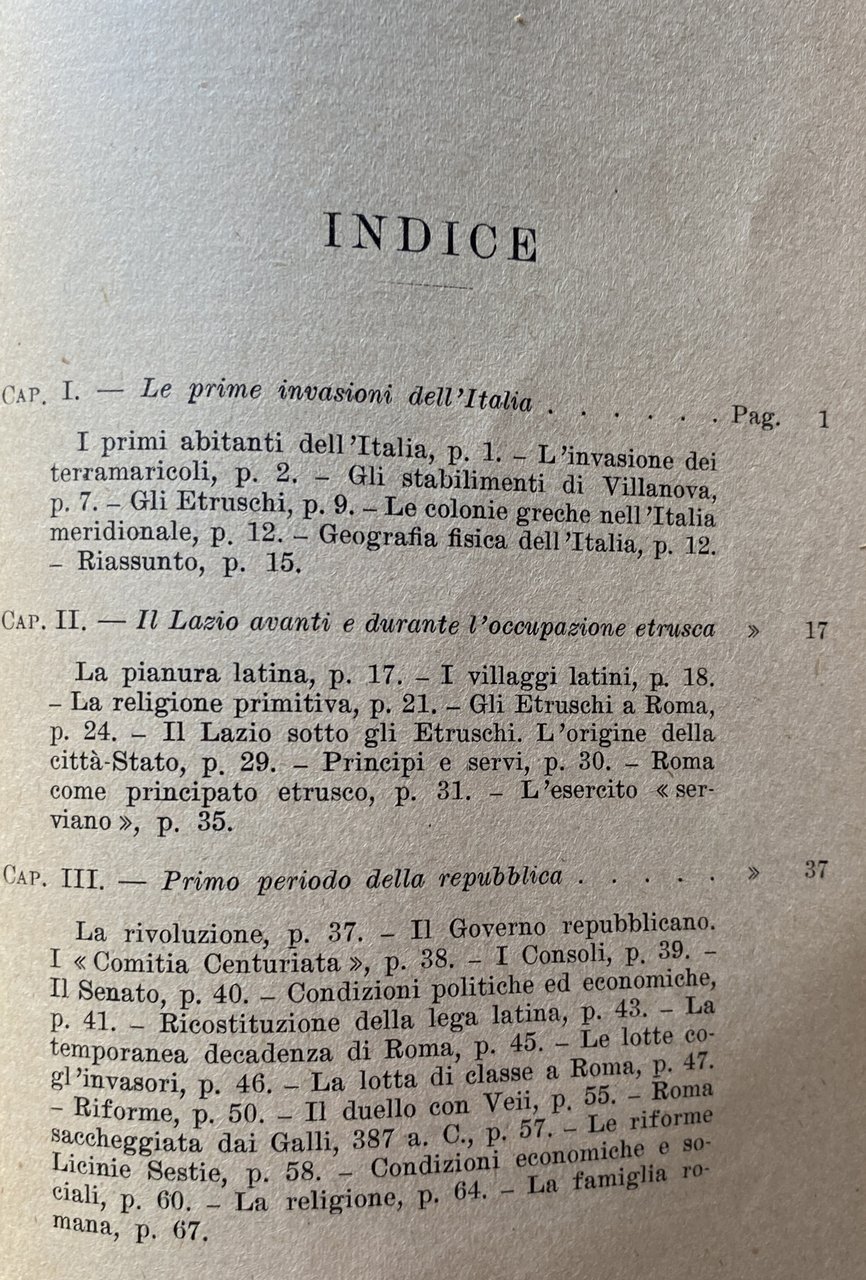 INDICE
CAP. I. — Le prime invasioni dell'Italia . . . . . . Pag. 1
I primi abitanti dell'Italia, p. 1. – L'invasione dei
terramaricoli, p. 2. – Gli stabilimenti di Villanova,
p. 7. – Gli Etruschi, p. 9. – Le colonie greche nell'Italia
meridionale, p. 12. – Geografia fisica dell'Italia, p. 12.
– Riassunto, p. 15.
CAP. II. — Il Lazio avanti e durante l'occupazione etrusca » 17
La pianura latina, p. 17. – I villaggi latini, p. 18.
– La religione primitiva, p. 21. – Gli Etruschi a Roma,
p. 24. – Il Lazio sotto gli Etruschi. L'origine della
città-Stato, p. 29. – Principi e servi, p. 30. – Roma
come principato etrusco, p. 31. – L'esercito « ser-
viano », p. 35.
CAP. III. — Primo periodo della repubblica . . . . . » 37
La rivoluzione, p. 37. – Il Governo repubblicano.
I « Comitia Centuriata », p. 38. – I Consoli, p. 39. –
Il Senato, p. 40. – Condizioni politiche ed economiche,
p. 41. – Ricostituzione della lega latina, p. 43. – La
temporanea decadenza di Roma, p. 45. – Le lotte co-
gl'invasori, p. 46. – La lotta di classe a Roma, p. 47.
– Riforme, p. 50. – Il duello con Veii, p. 55. – Roma
saccheggiata dai Galli, 387 a. C., p. 57. – Le riforme
Licinie Sestie, p. 58. – Condizioni economiche e so-
ciali, p. 60. – La religione, p. 64. – La famiglia ro-
mana, p. 67.